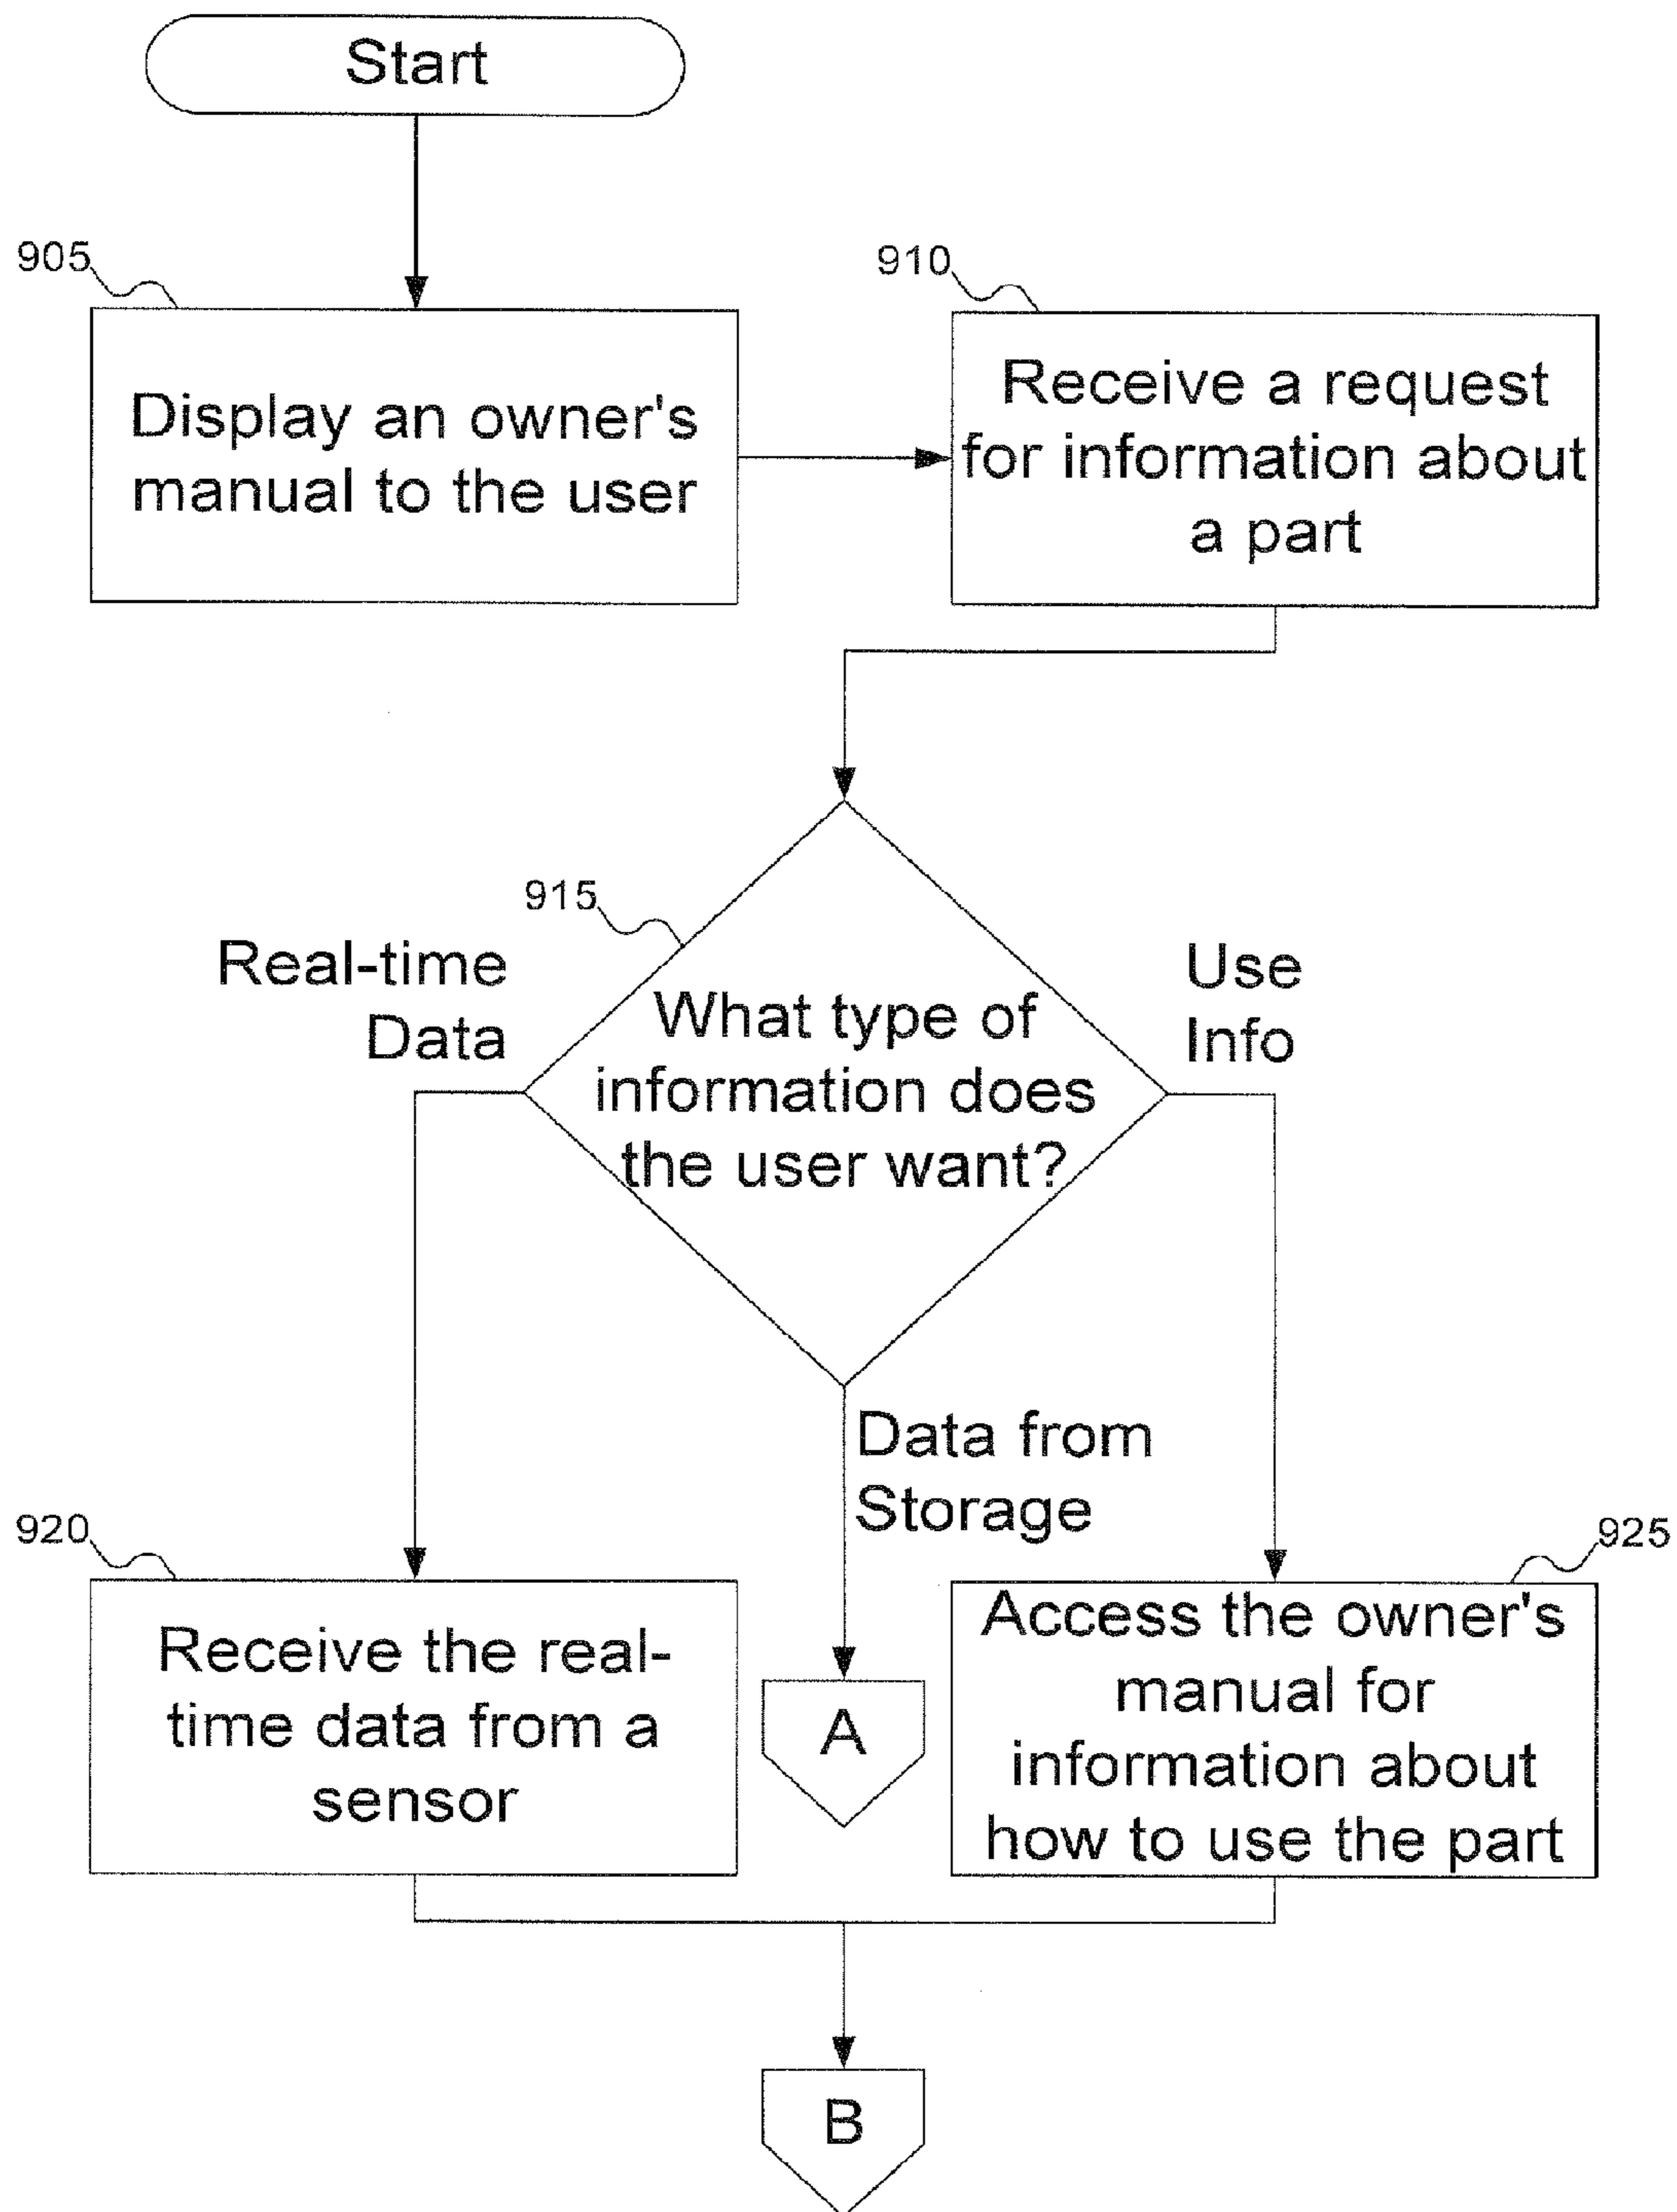 Start
905
Display an owner's
manual to the user
910
Receive a request
for information about
a part
915
Real-time
Data
What type of
information does
the user want?
Use
Info
Data from
Storage
920
Receive the real-
time data from a
sensor
A
925
Access the owner's
manual for
information about
how to use the part
B